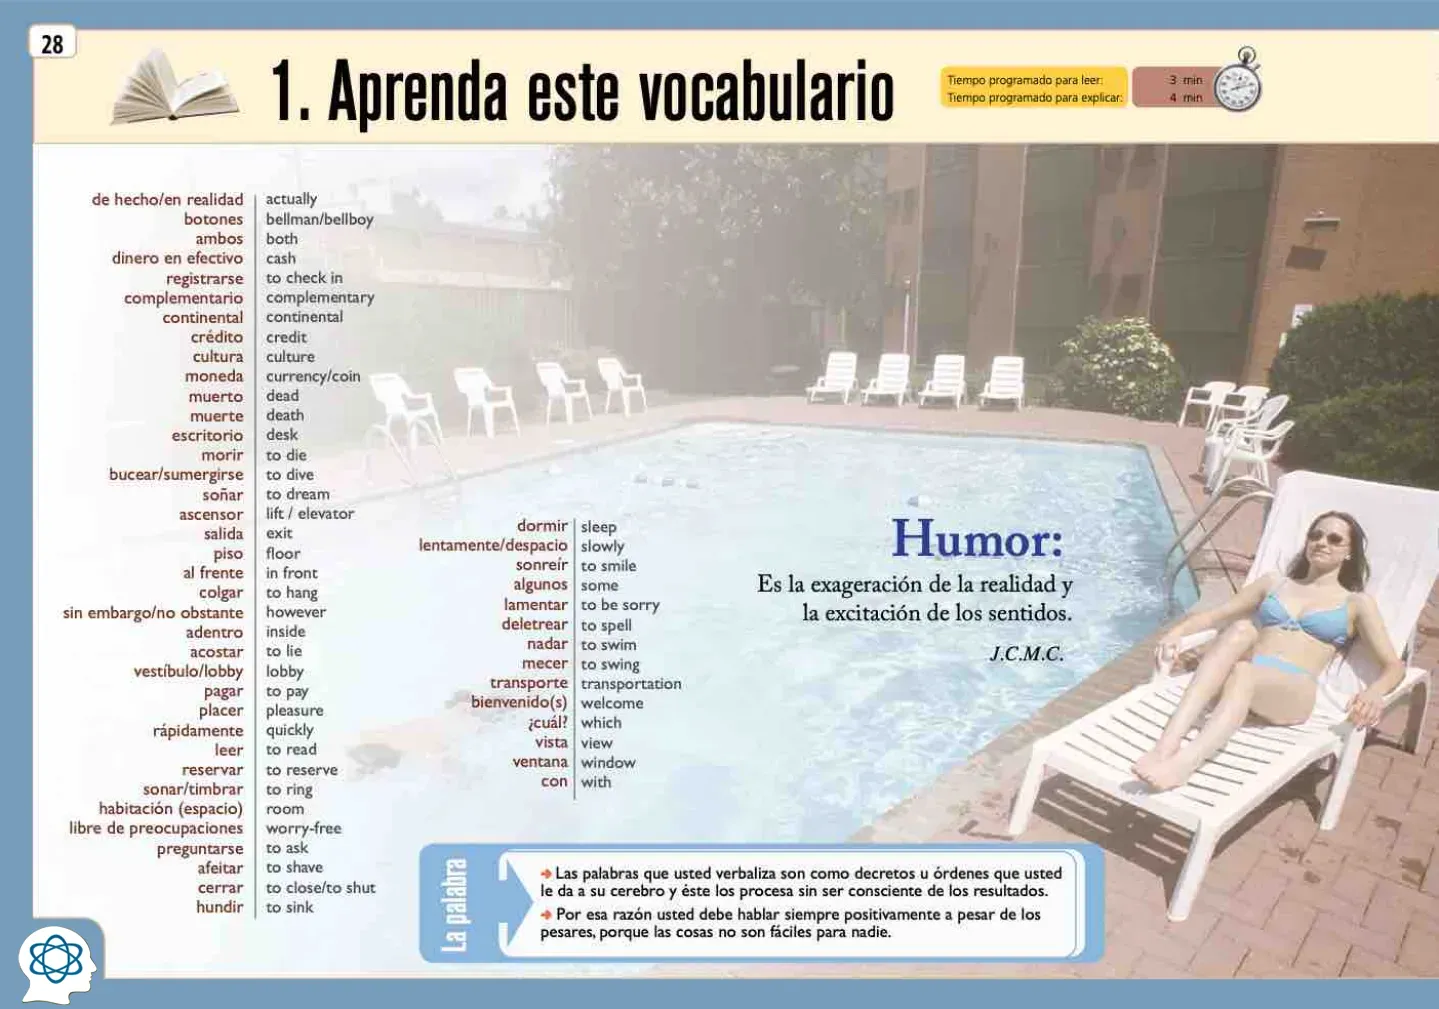 28
1. Aprenda este vocabulario
Tiempo programado para leer: 3 min
Tiempo programado para explicar: 4 min
de hecho/en realidad actually
botones bellman/bellboy
ambos both
dinero en efectivo cash
registrarse to check in
complementario complementary
continental continental
crédito credit
cultura culture
moneda currency/coin
muerto dead
muerte death
escritorio desk
morir to die
bucear/sumergirse to dive
soñar to dream
ascensor lift / elevator
salida exit
piso floor
al frente in front
colgar to hang
sin embargo/no obstante however
adentro inside
acostar to lie
vestíbulo/lobby lobby
pagar to pay
placer pleasure
rápidamente quickly
leer to read
reservar to reserve
sonar/timbrar to ring
habitación (espacio) room
libre de preocupaciones worry-free
preguntarse to ask
afeitar to shave
cerrar to close/to shut
hundir to sink
dormir sleep
lentamente/despacio slowly
sonreír to smile
algunos some
lamentar to be sorry
deletrear to spell
nadar to swim
mecer to swing
transporte transportation
bienvenido(s) welcome
¿cuál? which
vista view
ventana window
con with
Humor:
Es la exageración de la realidad y
la excitación de los sentidos.
J.C.M.C.
La palabra
➔ Las palabras que usted verbaliza son como decretos u órdenes que usted
le da a su cerebro y éste los procesa sin ser consciente de los resultados.
➔ Por esa razón usted debe hablar siempre positivamente a pesar de los
pesares, porque las cosas no son fáciles para nadie.